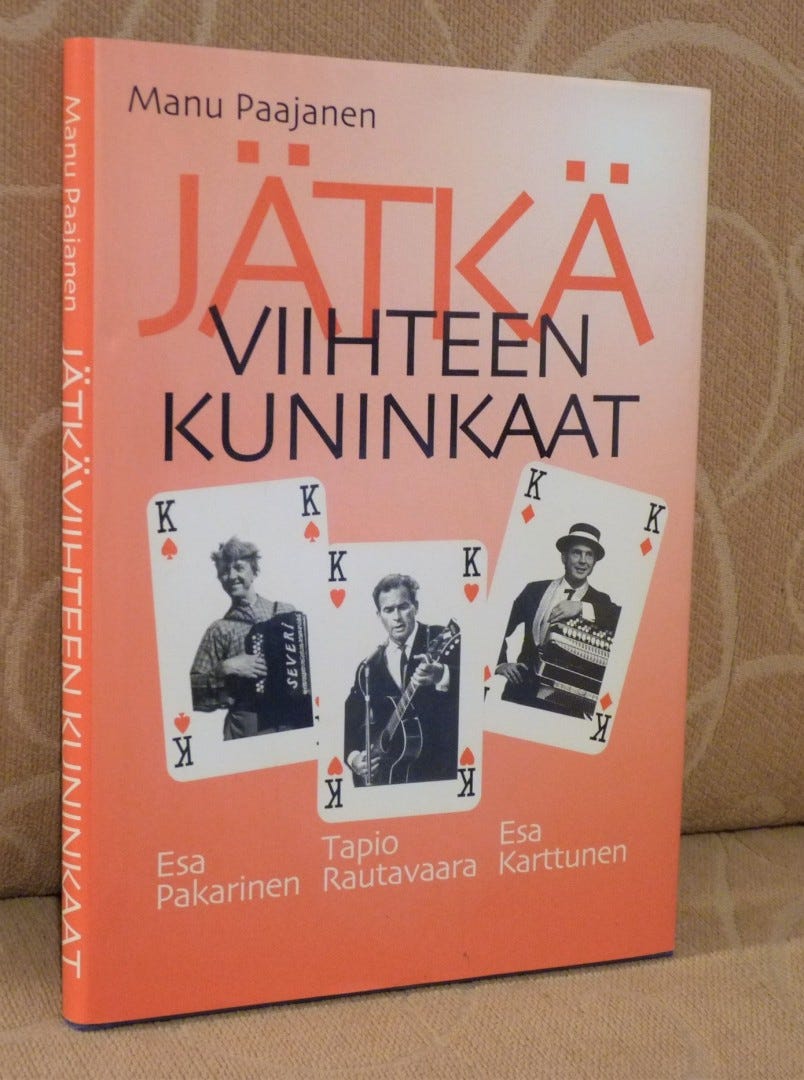 Manu Paajanen
JÄTKÄ
VIIHTEEN
KUNINKAAT
K K
K K
K K
SEVERI
K
K K
K
Esa
Pakarinen
Tapio
Rautavaara
Esa
Karttunen
Manu Paajanen JÄTKÄVIIHTEEN KUNINKAAT